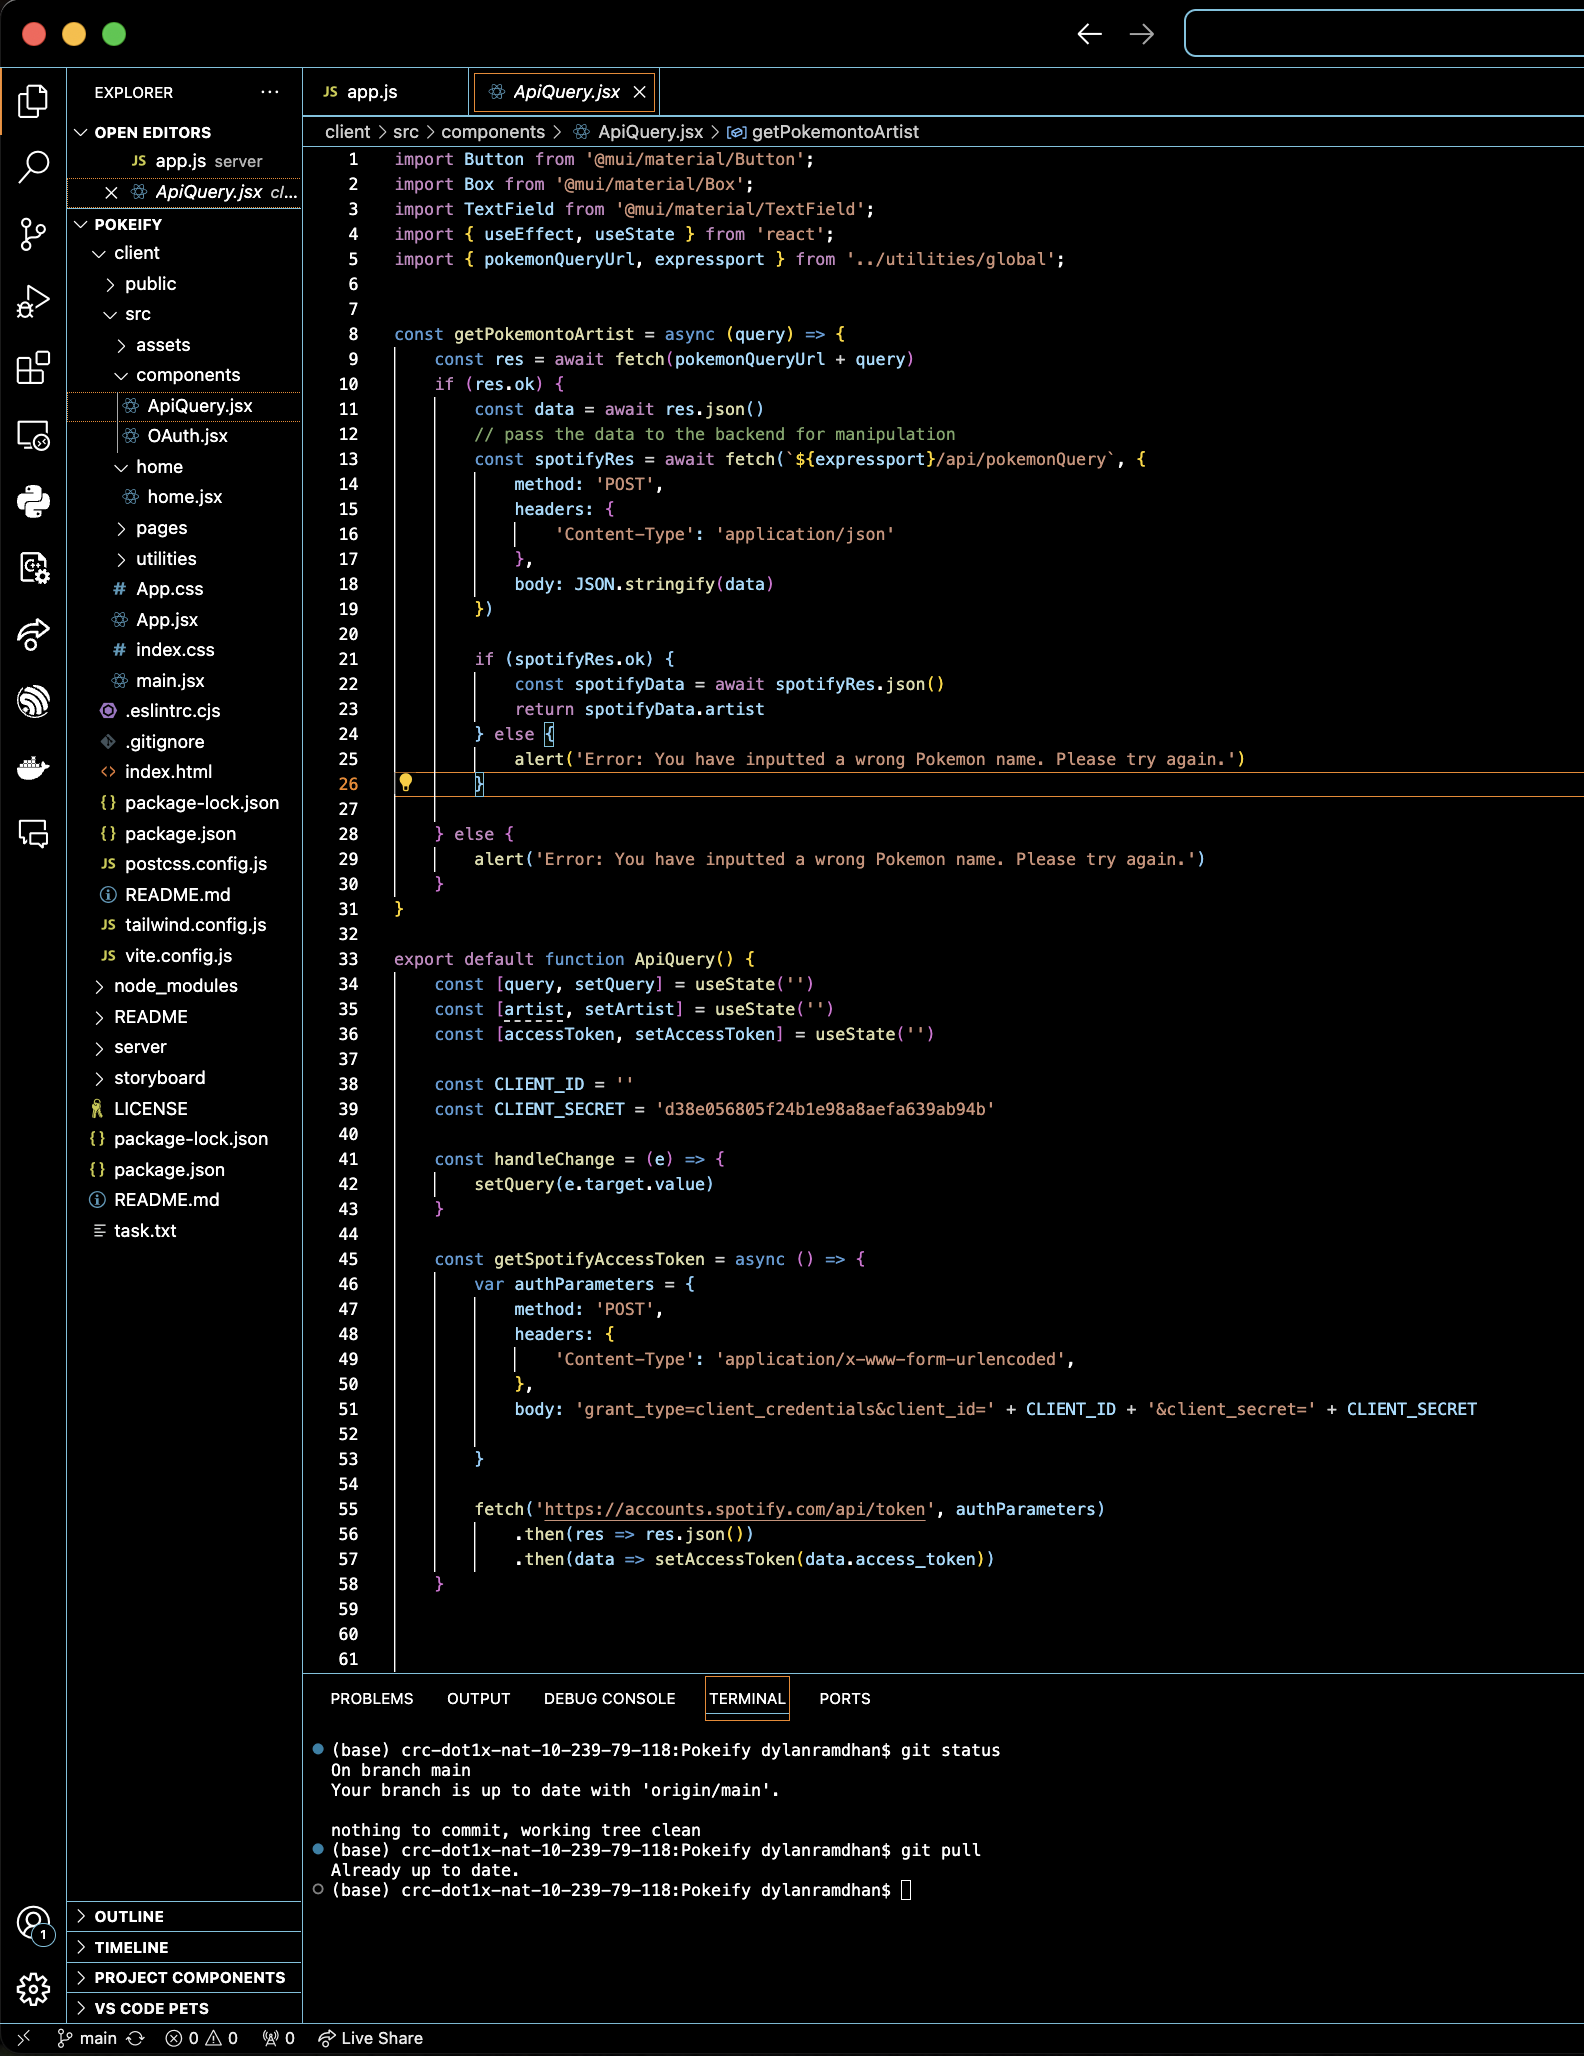 EXPLORER
OPEN EDITORS
JS app.js server
ApiQuery.jsx cl...
POKEIFY
client
public
src
assets
components
ApiQuery.jsx
OAuth.jsx
home
home.jsx
pages
utilities
# App.css
App.jsx
# index.css
main.jsx
.eslintrc.cjs
.gitignore
<> index.html
{} package-lock.json
{} package.json
JS postcss.config.js
README.md
JS tailwind.config.js
JS vite.config.js
node_modules
README
server
storyboard
LICENSE
{} package-lock.json
{} package.json
README.md
task.txt
OUTLINE
TIMELINE
PROJECT COMPONENTS
VS CODE PETS
JS app.js
ApiQuery.jsx
client > src > components > ApiQuery.jsx > getPokemontoArtist
1 import Button from '@mui/material/Button';
2 import Box from '@mui/material/Box';
3 import TextField from '@mui/material/TextField';
4 import { useEffect, useState } from 'react';
5 import { pokemonQueryUrl, expressport } from '../utilities/global';
6
7
8 const getPokemontoArtist = async (query) => {
9 const res = await fetch(pokemonQueryUrl + query)
10 if (res.ok) {
11 const data = await res.json()
12 // pass the data to the backend for manipulation
13 const spotifyRes = await fetch(`${expressport}/api/pokemonQuery`, {
14 method: 'POST',
15 headers: {
16 'Content-Type': 'application/json'
17 },
18 body: JSON.stringify(data)
19 })
20
21 if (spotifyRes.ok) {
22 const spotifyData = await spotifyRes.json()
23 return spotifyData.artist
24 } else {
25 alert('Error: You have inputted a wrong Pokemon name. Please try again.')
26 }
27
28 } else {
29 alert('Error: You have inputted a wrong Pokemon name. Please try again.')
30 }
31 }
32
33 export default function ApiQuery() {
34 const [query, setQuery] = useState('')
35 const [artist, setArtist] = useState('')
36 const [accessToken, setAccessToken] = useState('')
37
38 const CLIENT_ID = ''
39 const CLIENT_SECRET = 'd38e056805f24b1e98a8aefa639ab94b'
40
41 const handleChange = (e) => {
42 setQuery(e.target.value)
43 }
44
45 const getSpotifyAccessToken = async () => {
46 var authParameters = {
47 method: 'POST',
48 headers: {
49 'Content-Type': 'application/x-www-form-urlencoded',
50 },
51 body: 'grant_type=client_credentials&client_id=' + CLIENT_ID + '&client_secret=' + CLIENT_SECRET
52
53 }
54
55 fetch('https://accounts.spotify.com/api/token', authParameters)
56 .then(res => res.json())
57 .then(data => setAccessToken(data.access_token))
58 }
59
60
61
PROBLEMS OUTPUT DEBUG CONSOLE TERMINAL PORTS
(base) crc-dot1x-nat-10-239-79-118:Pokeify dylanramdhan$ git status
On branch main
Your branch is up to date with 'origin/main'.
nothing to commit, working tree clean
(base) crc-dot1x-nat-10-239-79-118:Pokeify dylanramdhan$ git pull
Already up to date.
(base) crc-dot1x-nat-10-239-79-118:Pokeify dylanramdhan$
1
main 0 0 0 Live Share